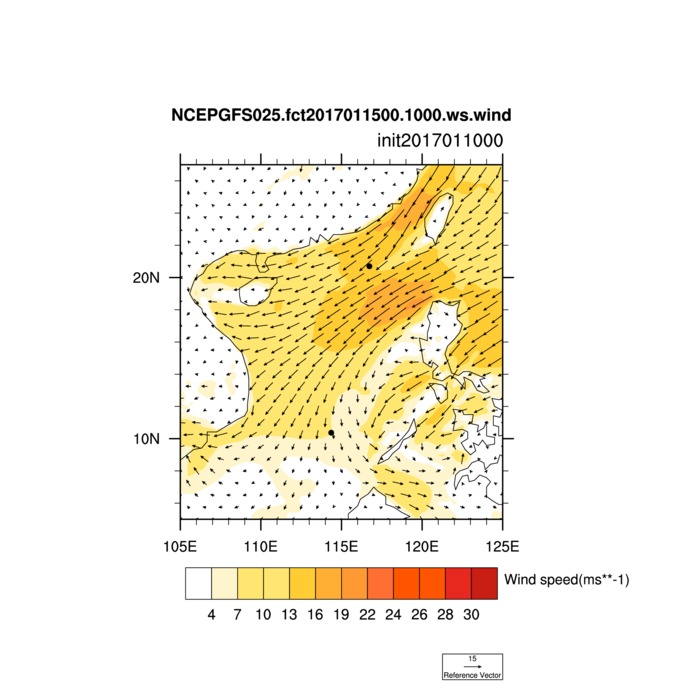 NCEPGFS025.fct2017011500.1000.ws.wind
init2017011000
20N
10N
105E 110E 115E 120E 125E
Wind speed(ms**-1)
4 7 10 13 16 19 22 24 26 28 30
15
Reference Vector